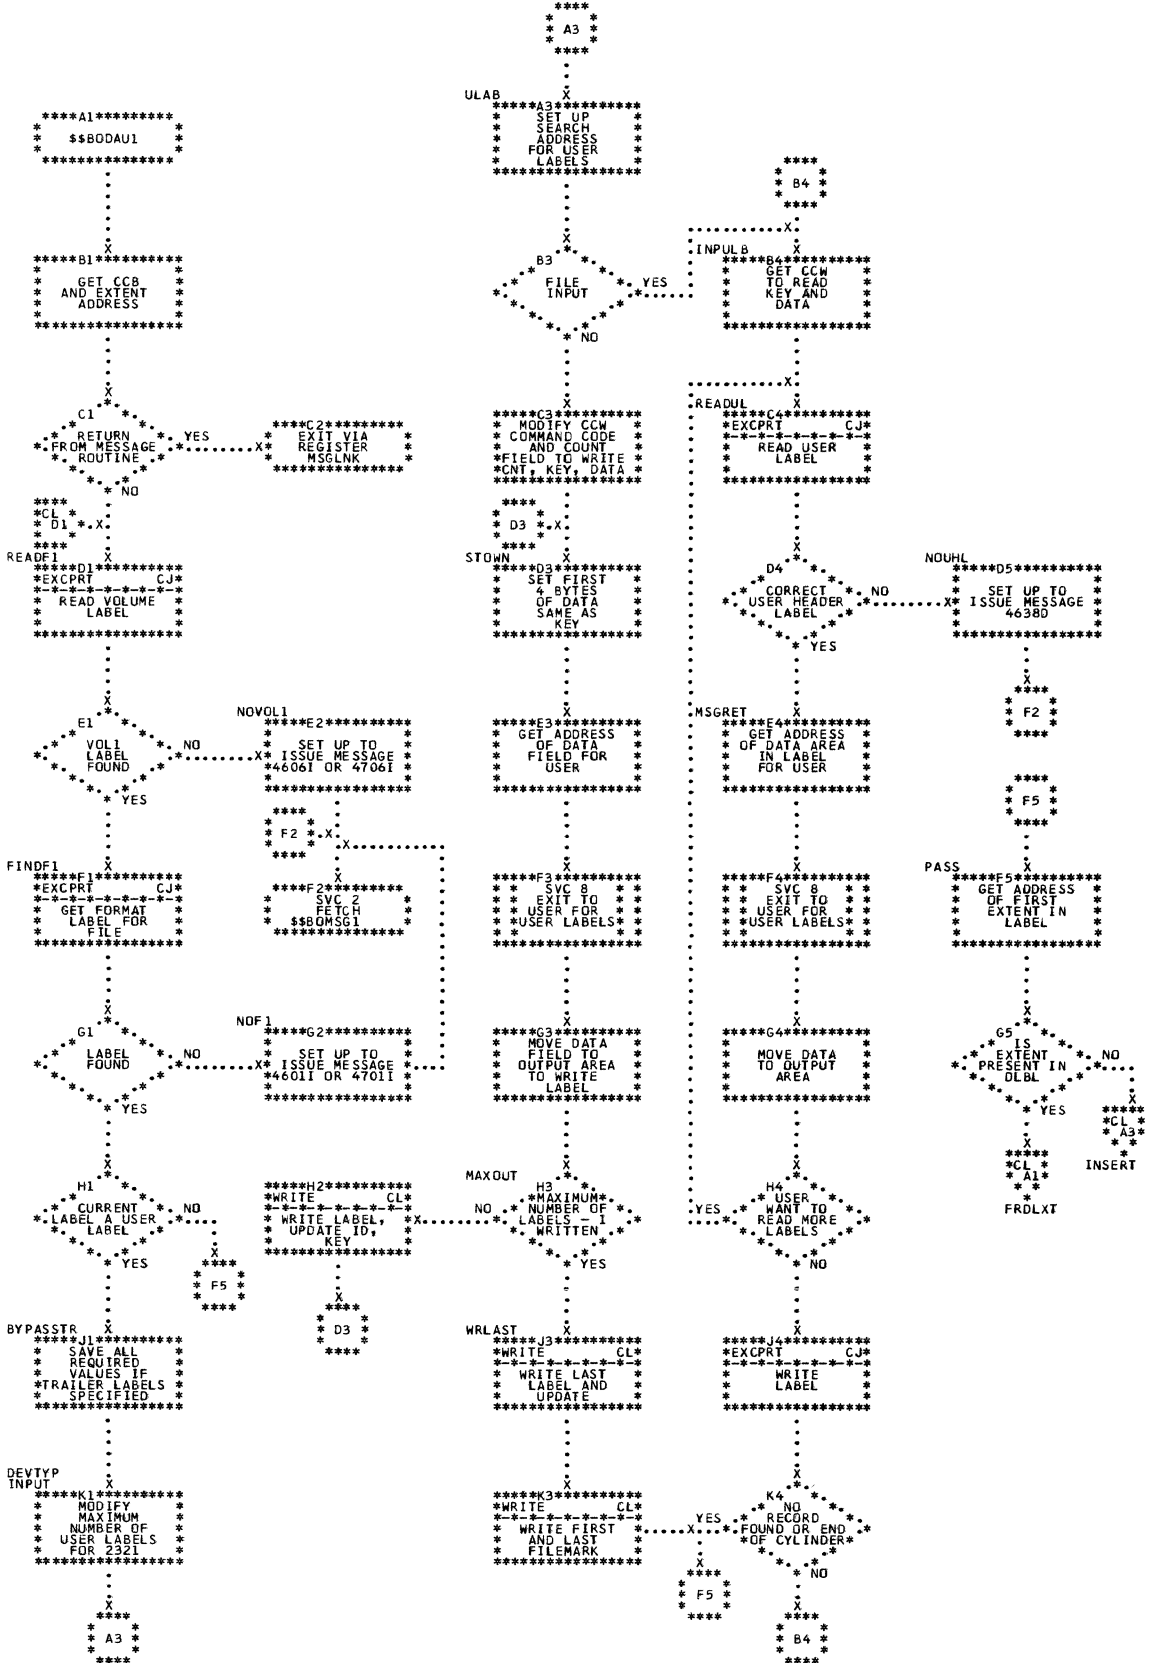 A3
ULAB
A3
SET UP
SEARCH
ADDRESS
FOR USER
LABELS
A1
$$BODAU1
B4
B1
GET CCB
AND EXTENT
ADDRESS
B3
FILE
INPUT
YES
NO
INPULB
B4
GET CCW
TO READ
KEY AND
DATA
C1
RETURN
FROM MESSAGE
ROUTINE
YES
NO
C2
EXIT VIA
REGISTER
MSGLNK
C3
MODIFY CCW
COMMAND CODE
AND COUNT
FIELD TO WRITE
CNT, KEY, DATA
READUL
C4
EXCPRT CJ
READ USER
LABEL
CL
D1
D3
READF1
D1
EXCPRT CJ
READ VOLUME
LABEL
STOWN
D3
SET FIRST
4 BYTES
OF DATA
SAME AS
KEY
D4
CORRECT
USER HEADER
LABEL
NO
YES
NOUHL
D5
SET UP TO
ISSUE MESSAGE
4638D
F2
E1
VOL1
LABEL
FOUND
NO
YES
NOVOL1
E2
SET UP TO
ISSUE MESSAGE
4606I OR 4706I
E3
GET ADDRESS
OF DATA
FIELD FOR
USER
MSGRET
E4
GET ADDRESS
OF DATA AREA
IN LABEL
FOR USER
F5
F2
FINDF1
F1
EXCPRT CJ
GET FORMAT
LABEL FOR
FILE
F2
SVC 2
FETCH
$$BOMSG1
F3
SVC 8
EXIT TO
USER FOR
USER LABELS
F4
SVC 8
EXIT TO
USER FOR
USER LABELS
PASS
F5
GET ADDRESS
OF FIRST
EXTENT IN
LABEL
G1
LABEL
FOUND
NO
YES
NOF1
G2
SET UP TO
ISSUE MESSAGE
4601I OR 4701I
G3
MOVE DATA
FIELD TO
OUTPUT AREA
TO WRITE
LABEL
G4
MOVE DATA
TO OUTPUT
AREA
G5
IS
EXTENT
PRESENT IN
DLBL
NO
YES
CL
A3
INSERT
CL
A1
FRDLXT
H1
CURRENT
LABEL A USER
LABEL
NO
YES
F5
H2
WRITE CL
WRITE LABEL,
UPDATE ID,
KEY
D3
MAXOUT
H3
MAXIMUM
NUMBER OF
LABELS - 1
WRITTEN
NO
YES
H4
USER
WANT TO
READ MORE
LABELS
YES
NO
BYPASSTR
J1
SAVE ALL
REQUIRED
VALUES IF
TRAILER LABELS
SPECIFIED
WRLAST
J3
WRITE CL
WRITE LAST
LABEL AND
UPDATE
J4
EXCPRT CJ
WRITE
LABEL
DEVTYP
INPUT
K1
MODIFY
MAXIMUM
NUMBER OF
USER LABELS
FOR 2321
A3
K3
WRITE CL
WRITE FIRST
AND LAST
FILEMARK
K4
NO
RECORD
FOUND OR END
OF CYLINDER
YES
NO
F5
B4